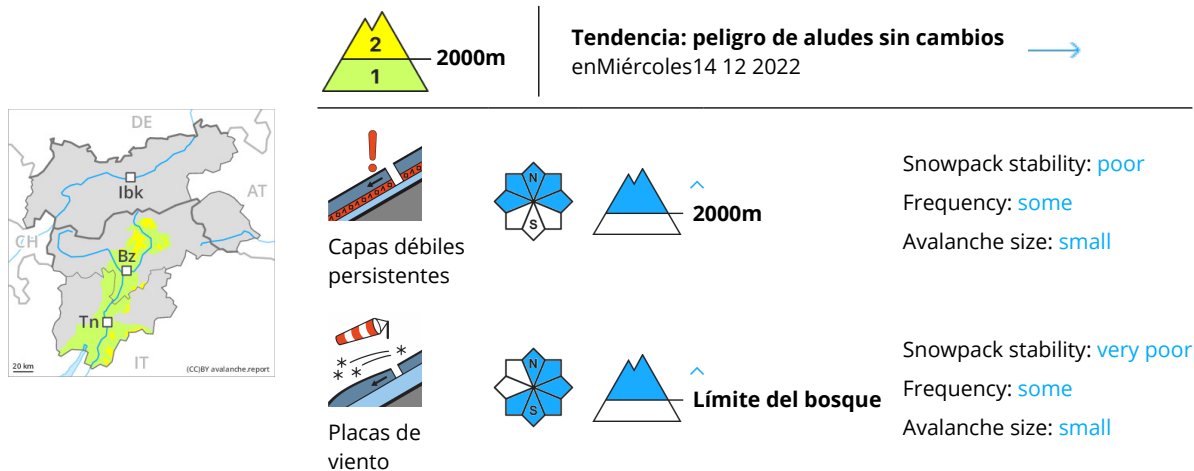 2
1
2000m
Tendencia: peligro de aludes sin cambios
enMiércoles14 12 2022
DE
Ibk
AT
CH
Bz
Tn
IT
20 km
(CC)BY avalanche.report
Capas débiles
persistentes
N
S
2000m
Snowpack stability: poor
Frequency: some
Avalanche size: small
Placas de
viento
N
S
Límite del bosque
Snowpack stability: very poor
Frequency: some
Avalanche size: small